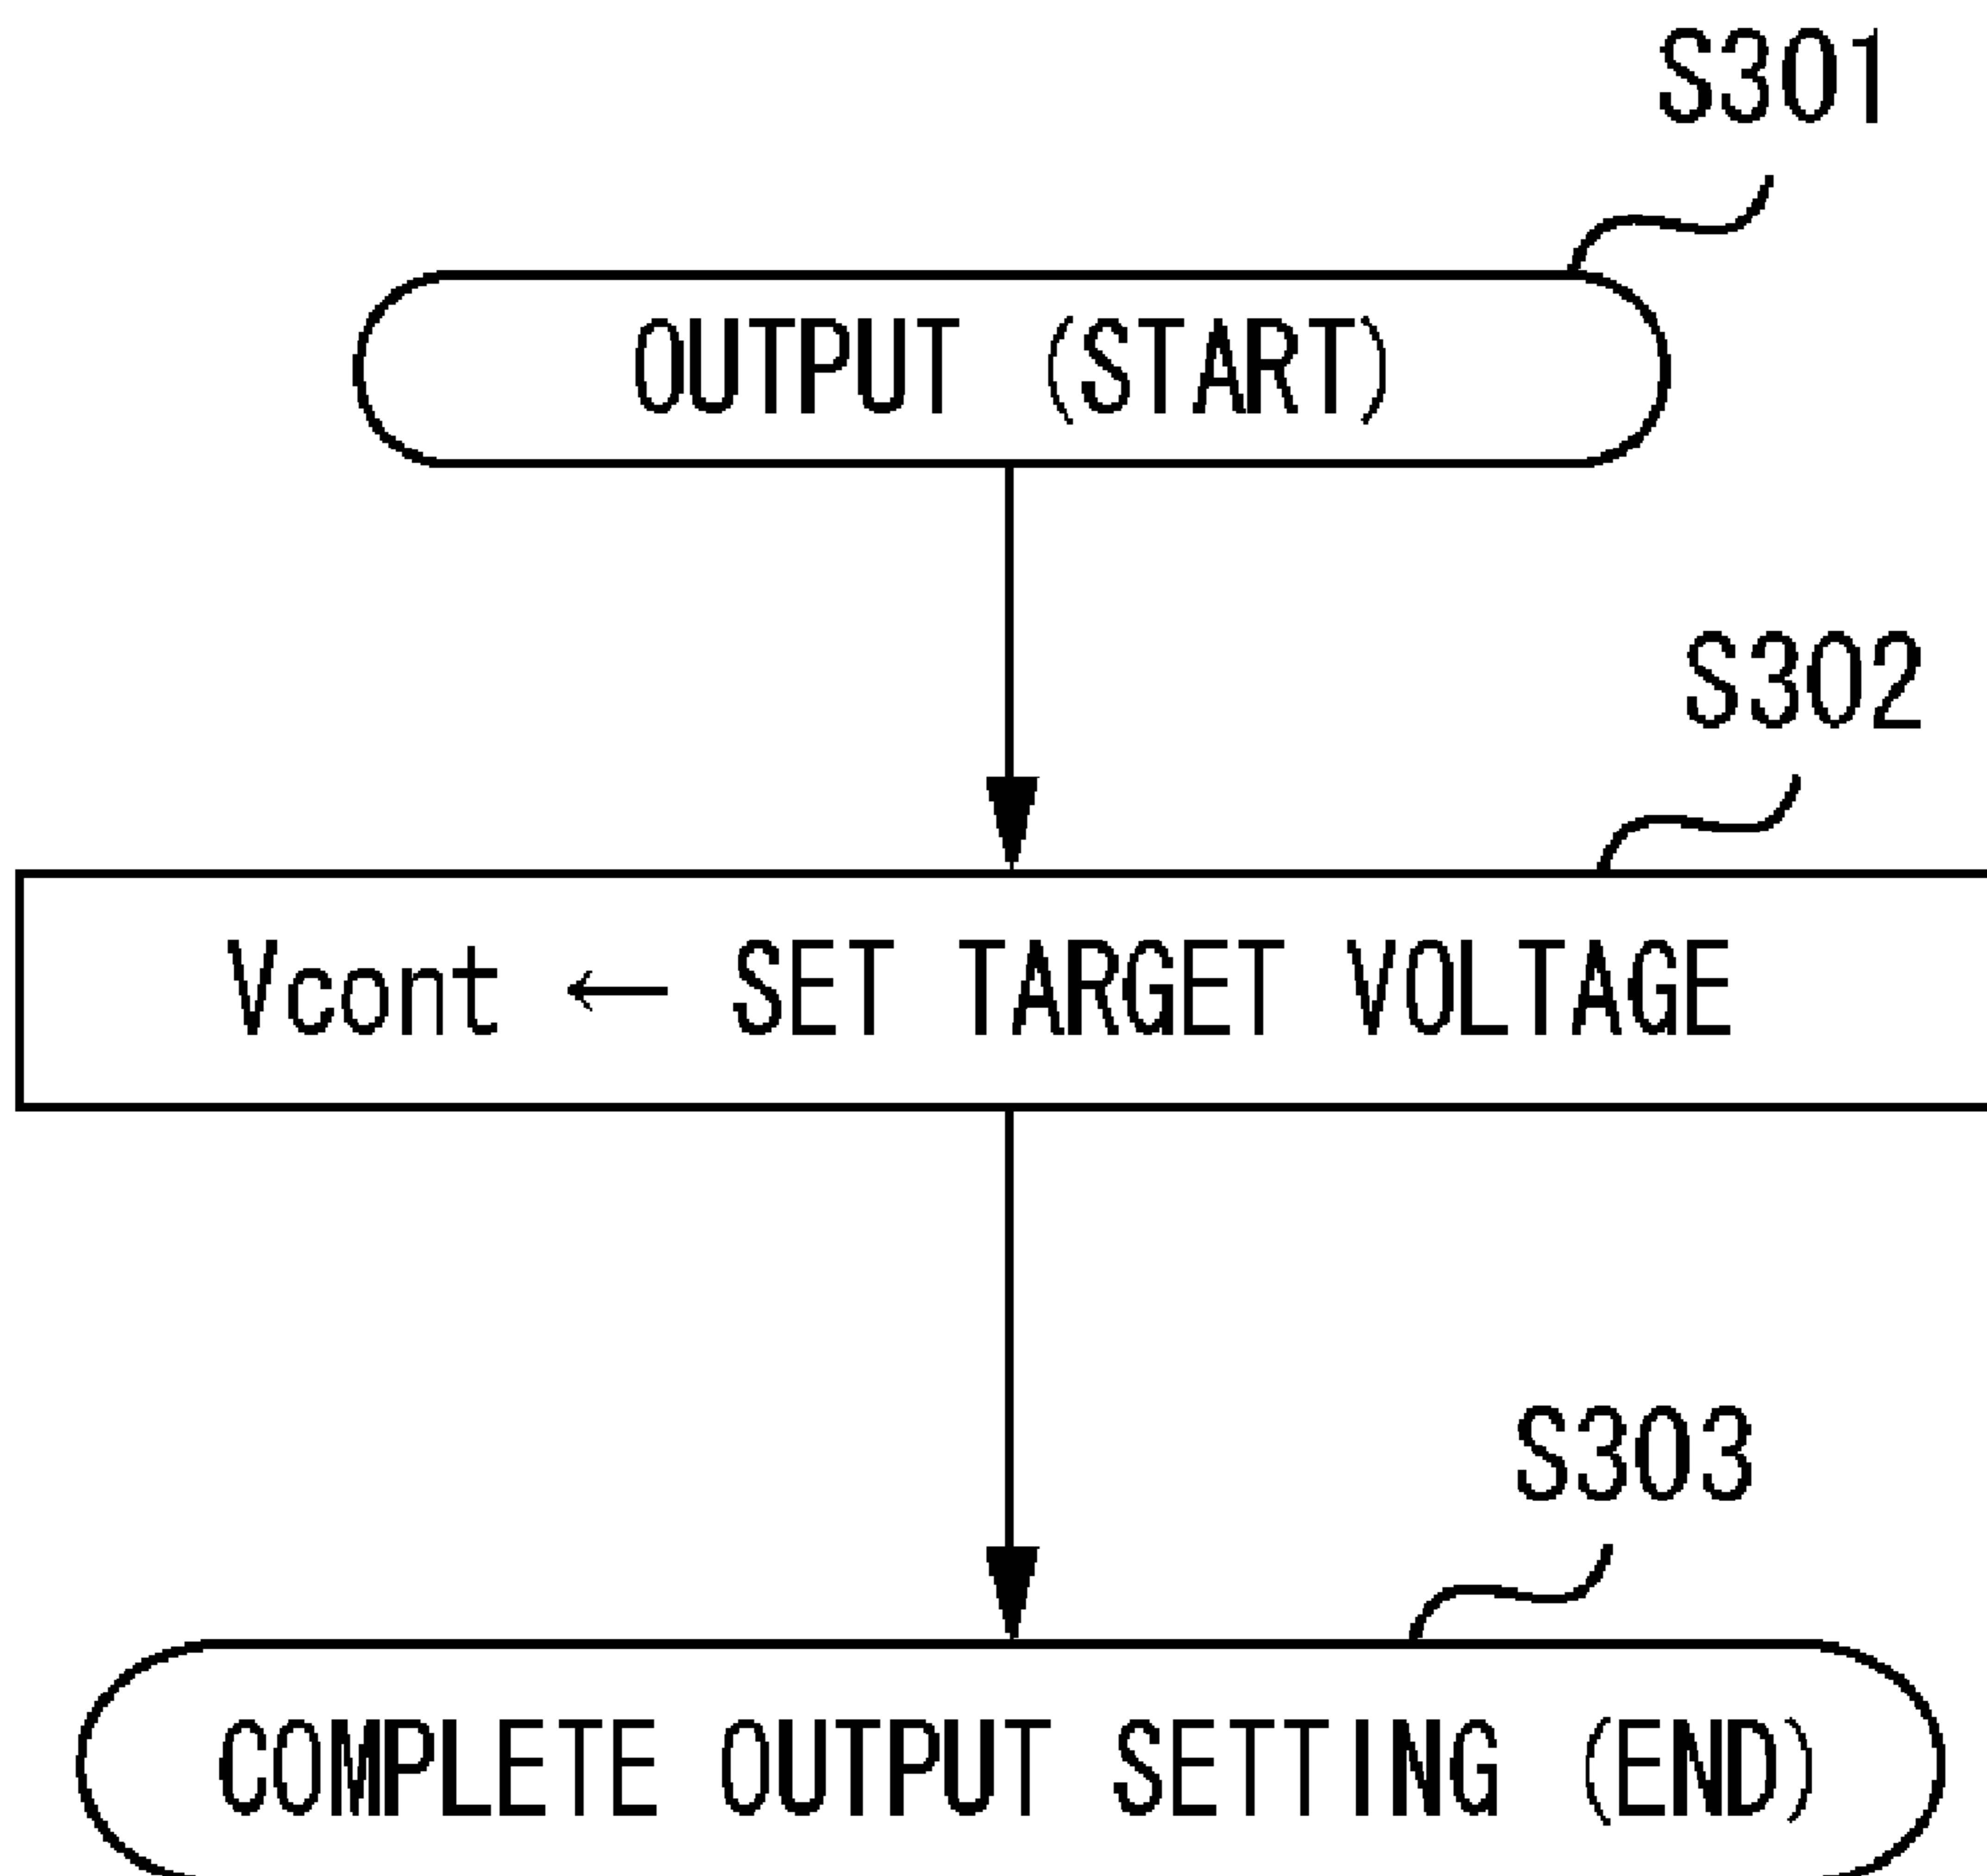 S301
OUTPUT (START)
S302
Vcont ← SET TARGET VOLTAGE
S303
COMPLETE OUTPUT SETTING (END)